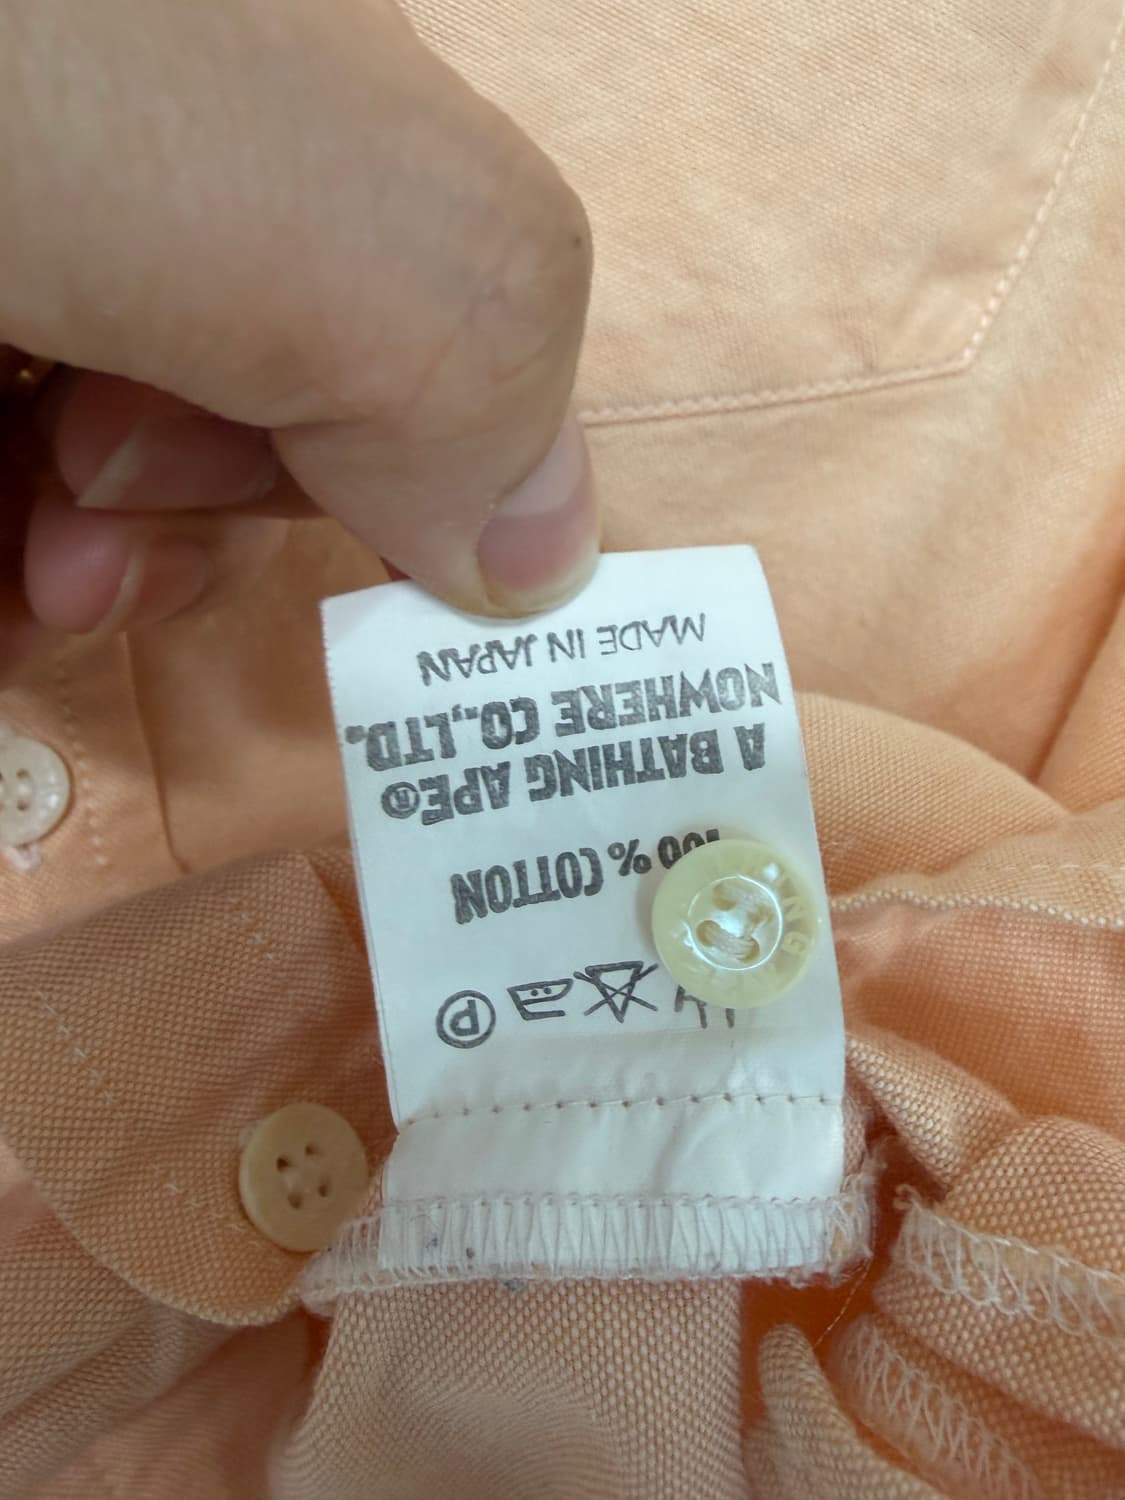 100% COTTON
A BATHING APE®
NOWHERE CO.,LTD.
MADE IN JAPAN